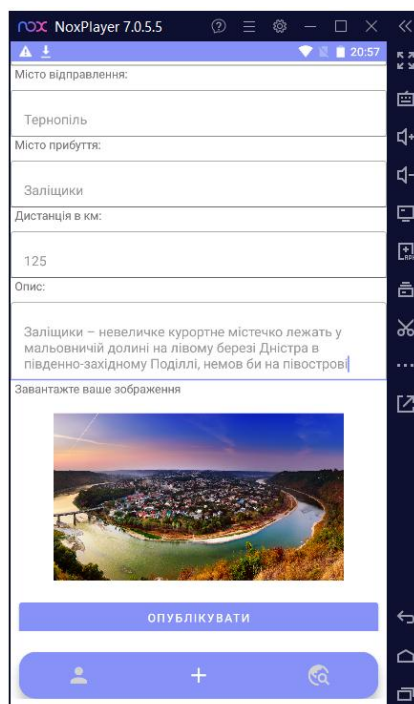 nox NoxPlayer 7.0.5.5
20:57
Місто відправлення:
Тернопіль
Місто прибуття:
Заліщики
Дистанція в км:
125
Опис:
Заліщики – невеличке курортне містечко лежать у
мальовничій долині на лівому березі Дністра в
південно-західному Поділлі, немов би на півострові
Завантажте ваше зображення
ОПУБЛІКУВАТИ